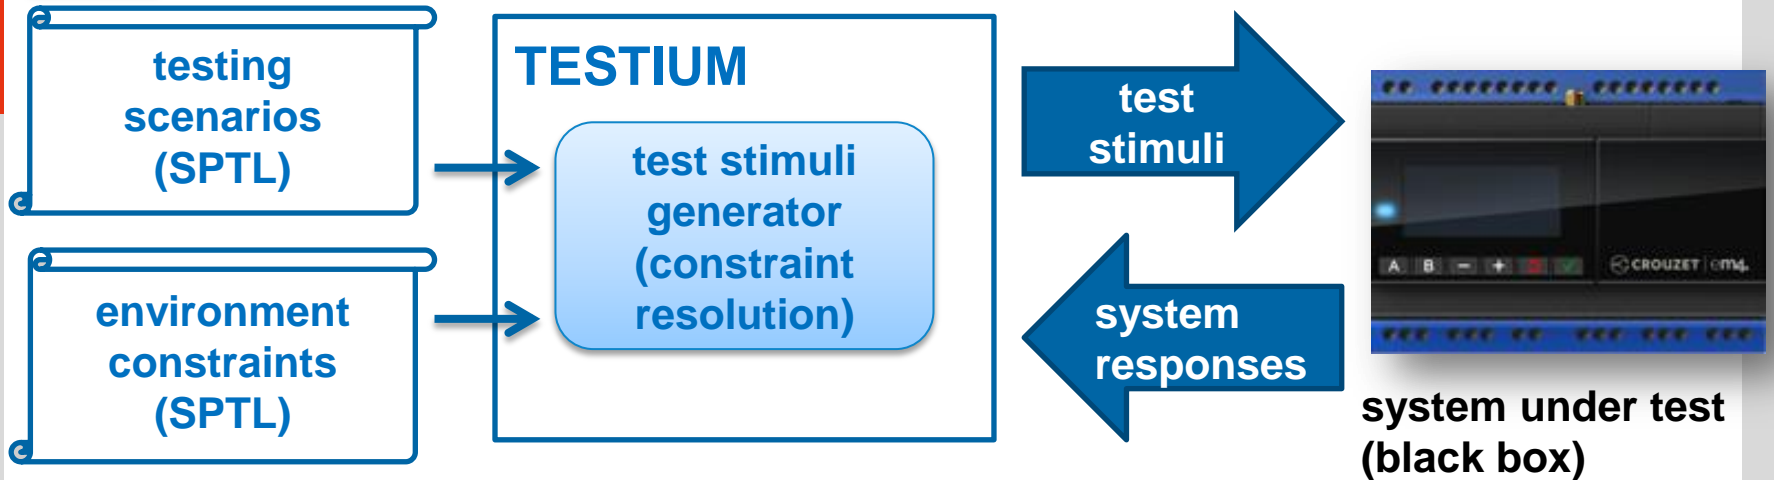 testing
scenarios
(SPTL)
environment
constraints
(SPTL)
TESTIUM
test stimuli
generator
(constraint
resolution)
test
stimuli
system
responses
A B − +
CROUZET em4
system under test
(black box)